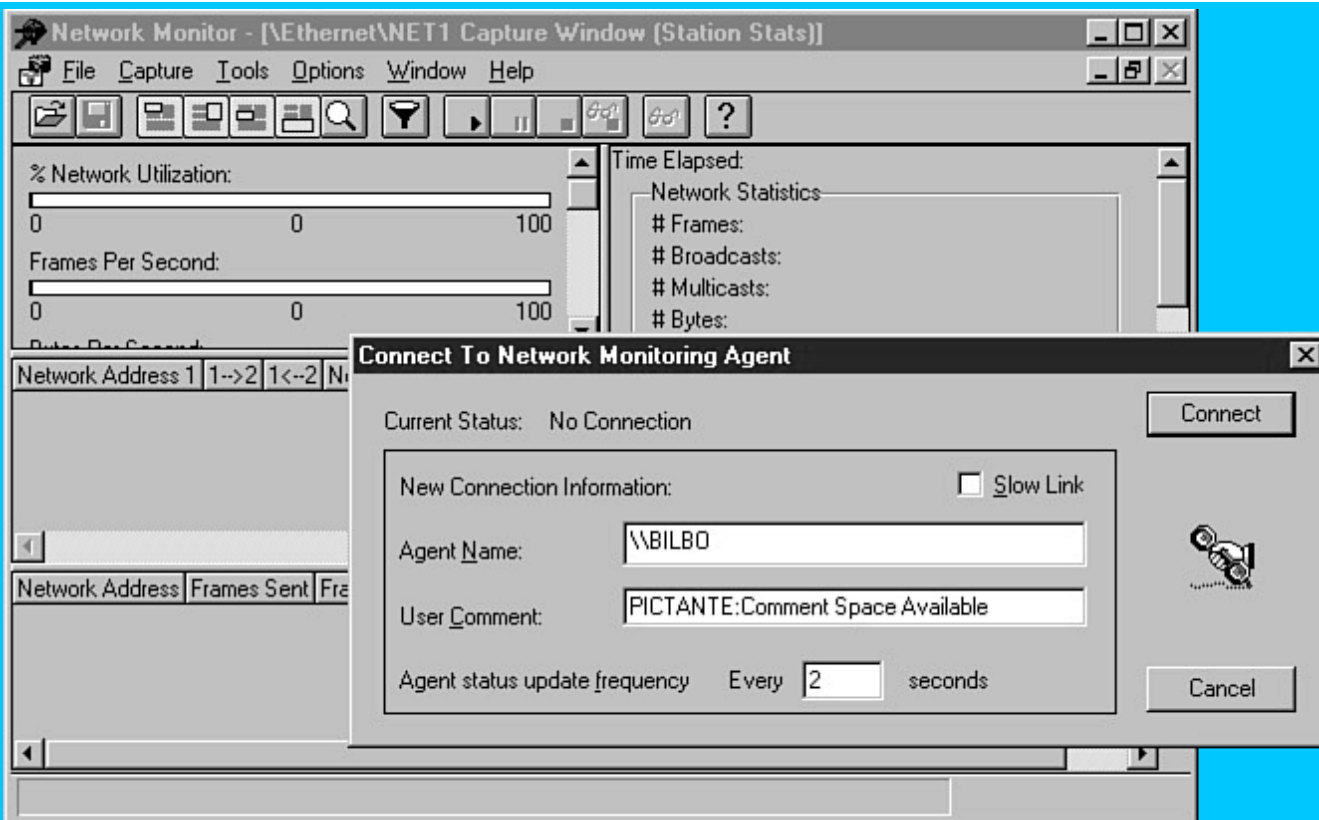 Network Monitor - [\Ethernet\NET1 Capture Window (Station Stats)]
File Capture Tools Options Window Help
% Network Utilization:
0 0 100
Frames Per Second:
0 0 100
Time Elapsed:
Network Statistics
# Frames:
# Broadcasts:
# Multicasts:
# Bytes:
Network Address 1 1-->2 1<--2
Network Address Frames Sent
Connect To Network Monitoring Agent
Current Status: No Connection
Connect
New Connection Information:
Slow Link
Agent Name: \\BILBO
User Comment: PICTANTE:Comment Space Available
Agent status update frequency Every 2 seconds
Cancel